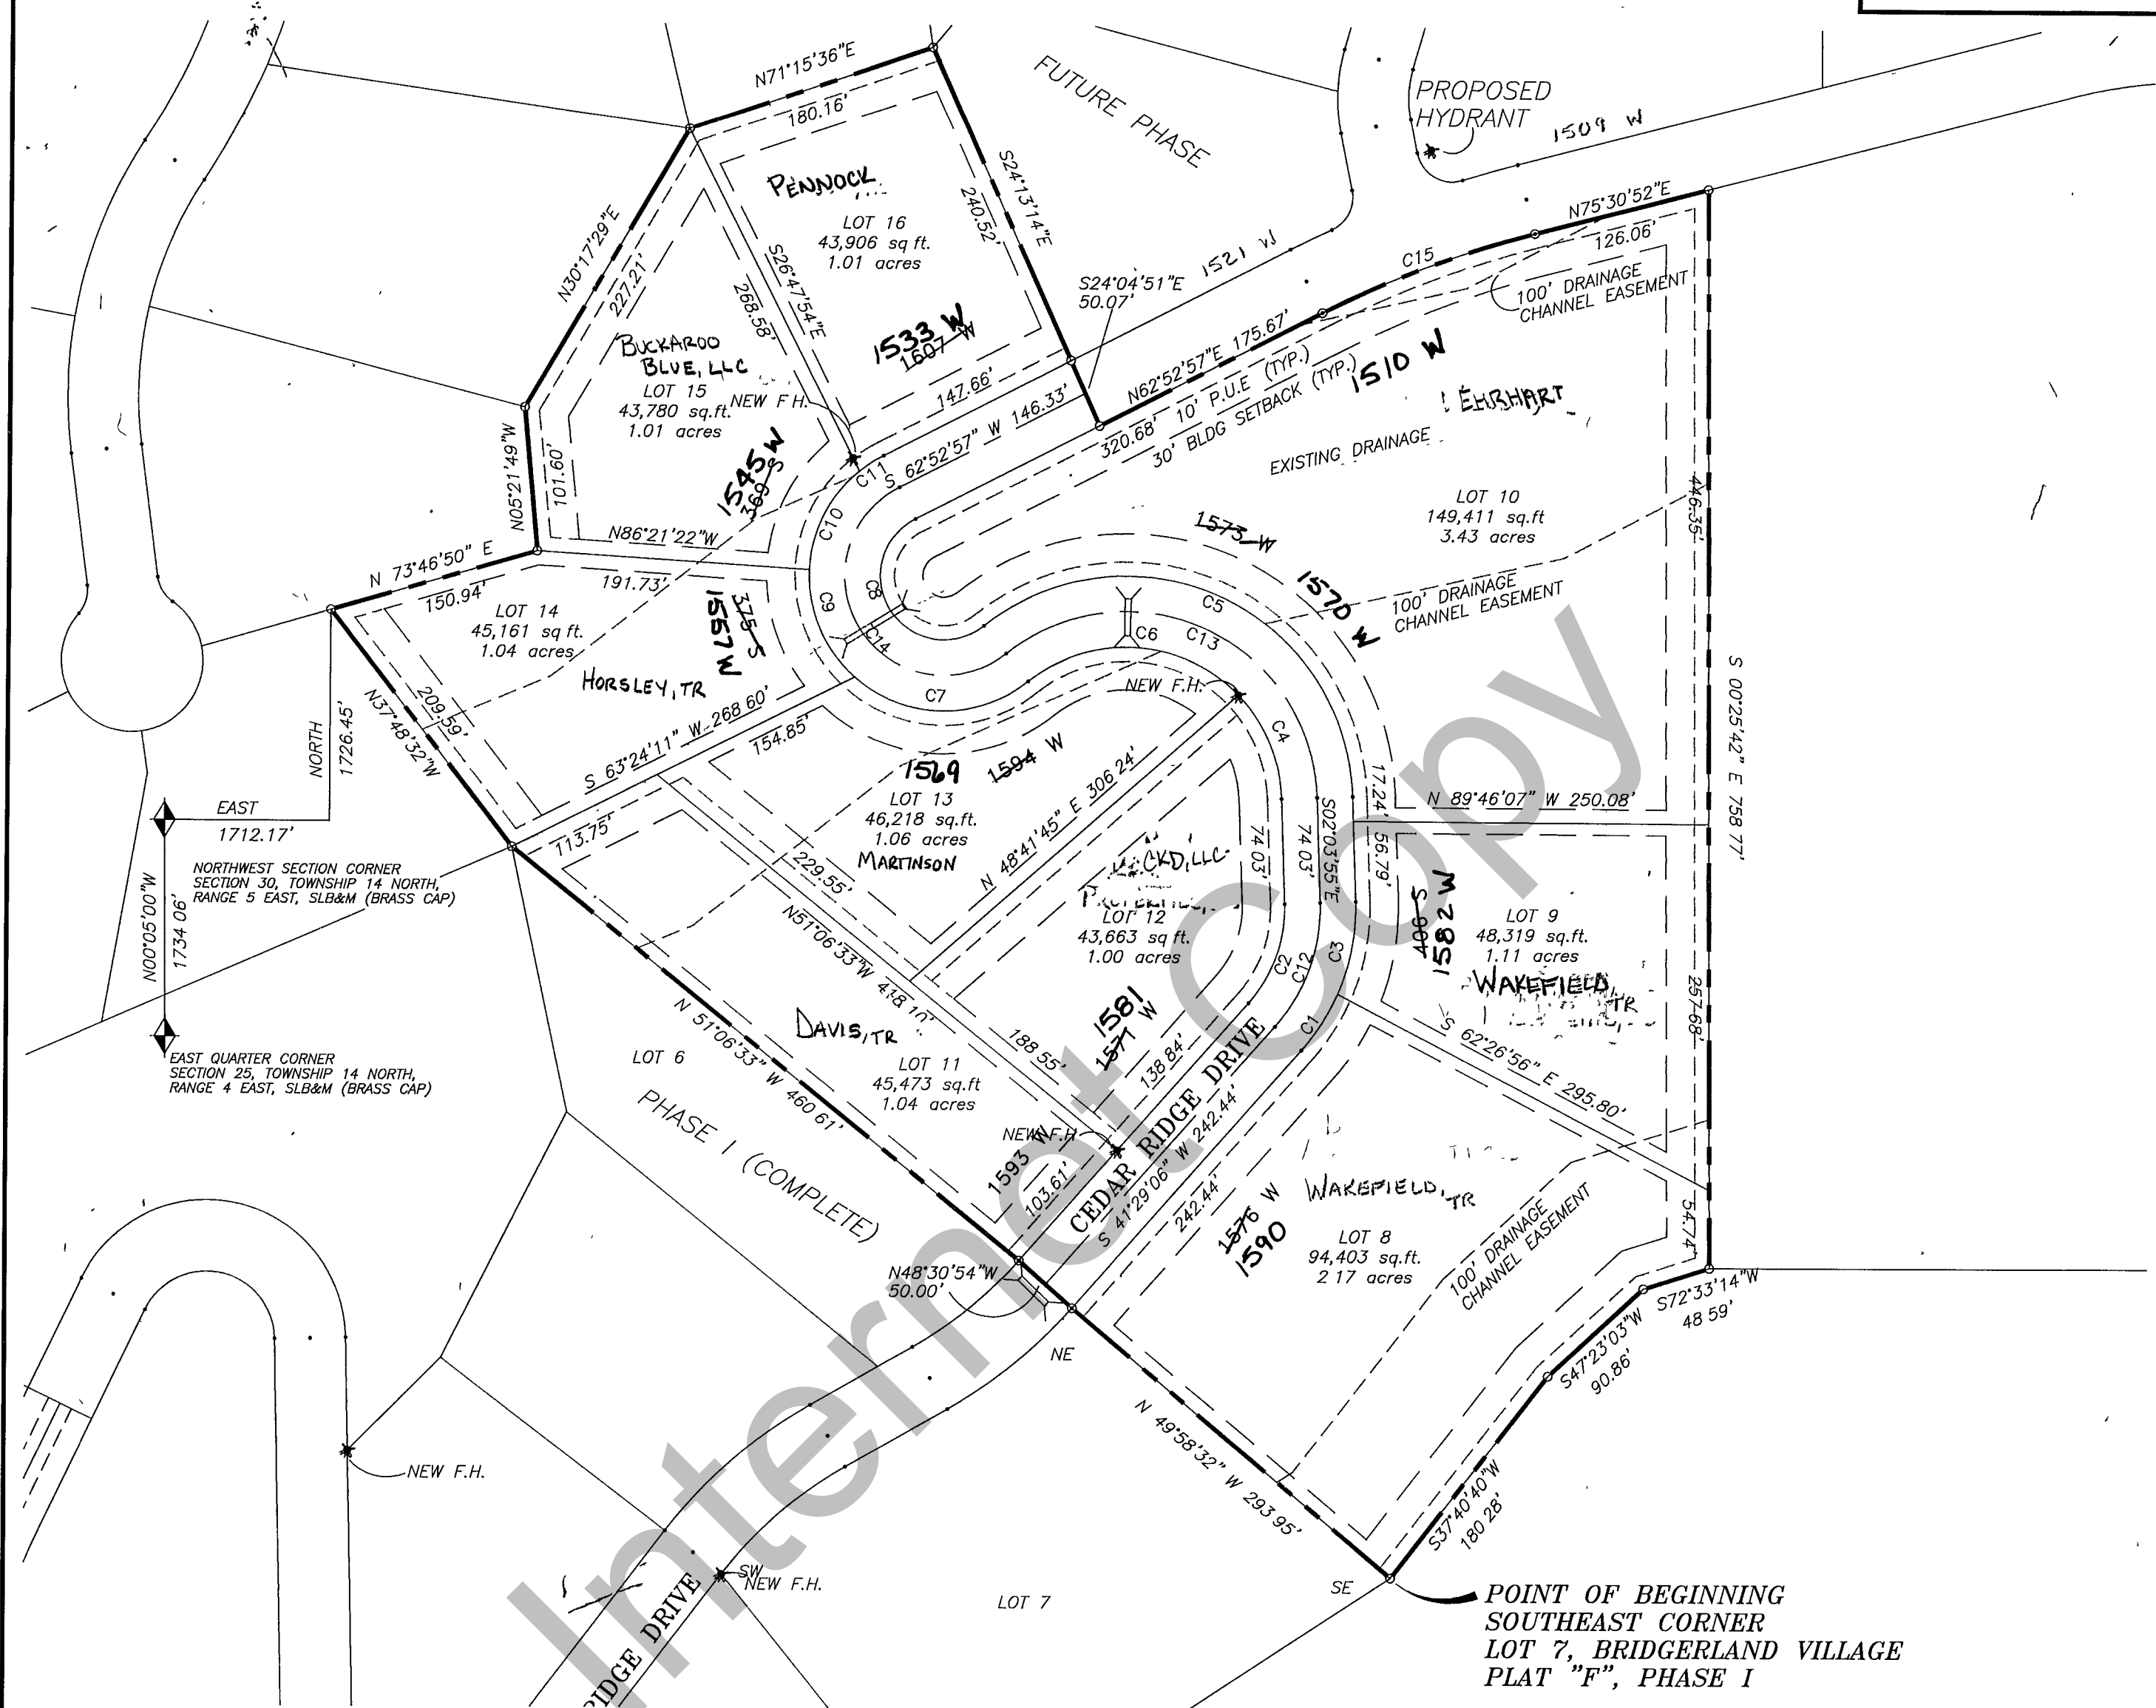 N71°15'36"E
180.16'
FUTURE PHASE
PROPOSED
HYDRANT
1509 W
PENNOCK
LOT 16
43,906 sq ft.
1.01 acres
S24°13'14"E
240.52'
N75°30'52"E
126.06'
C15
100' DRAINAGE
CHANNEL EASEMENT
N30°17'29"E
227.21'
S26°47'54"E
268.58'
1521 W
S24°04'51"E
50.07'
1533 W
1607 W
147.66'
BUCKAROO
BLUE, LLC
LOT 15
43,780 sq.ft.
1.01 acres
NEW F.H.
N62°52'57"E 175.67'
320.68' 10' P.U.E (TYP.)
30' BLDG SETBACK (TYP.)
1510 W
EHRHART
EXISTING DRAINAGE
S 62°52'57" W 146.33'
C11
C10
1545 W
369 S
N05°21'49"W
101.60'
N86°21'22"W
191.73'
N 73°46'50" E
150.94'
LOT 10
149,411 sq.ft
3.43 acres
446.35'
1573 W
1570 W
100' DRAINAGE
CHANNEL EASEMENT
LOT 14
45,161 sq ft.
1.04 acres
HORSLEY, TR
1557 W
375 S
C9
C8
C14
C5
C6
C13
C7
C4
NEW F.H.
S 00°25'42" E 758 77'
NORTH
1726.45'
N37°48'32"W
209.59'
S 63°24'11" W 268 60'
154.85'
113.75'
EAST
1712.17'
NORTHWEST SECTION CORNER
SECTION 30, TOWNSHIP 14 NORTH,
RANGE 5 EAST, SLB&M (BRASS CAP)
N00°05'00"W
1734 06'
EAST QUARTER CORNER
SECTION 25, TOWNSHIP 14 NORTH,
RANGE 4 EAST, SLB&M (BRASS CAP)
1569
1594 W
LOT 13
46,218 sq.ft.
1.06 acres
MARTINSON
229.55'
N 48°41'45" E 306 24'
N51°06'33"W 418 10'
CKD, LLC
LOT 12
43,663 sq ft.
1.00 acres
74 03'
74 03'
S02°03'55"E
17.24'
56.79'
N 89°46'07" W 250.08'
406 S
1582 W
LOT 9
48,319 sq.ft.
1.11 acres
WAKEFIELD,
TR
257.68'
C2
C12
C3
C1
S 62°26'56" E 295.80'
DAVIS, TR
LOT 11
45,473 sq.ft
1.04 acres
188 55'
1581
1571 W
138.84'
LOT 6
PHASE I (COMPLETE)
N 51°06'33" W 460 61'
NEW F.H
1593 W
103.61'
CEDAR RIDGE DRIVE
S 41°29'06" W 242.44'
242.44'
1576 W
1590
WAKEFIELD,
TR
LOT 8
94,403 sq.ft.
2 17 acres
100' DRAINAGE
CHANNEL EASEMENT
54.74'
S72°33'14"W
48 59'
S47°23'03"W
90.86'
S37°40'40"W
180 28'
N48°30'54"W
50.00'
NE
N 49°58'32" W 293 95'
NEW F.H.
SW
NEW F.H.
RIDGE DRIVE
LOT 7
SE
POINT OF BEGINNING
SOUTHEAST CORNER
LOT 7, BRIDGERLAND VILLAGE
PLAT "F", PHASE I
Internet Copy